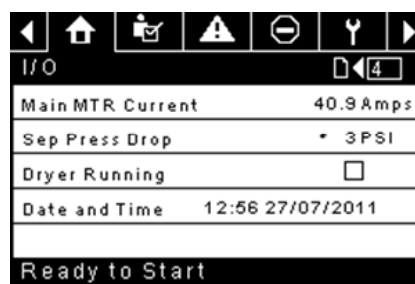 I/O 4
Main MTR Current 40.9 Amps
Sep Press Drop * 3 PSI
Dryer Running
Date and Time 12:56 27/07/2011
Ready to Start